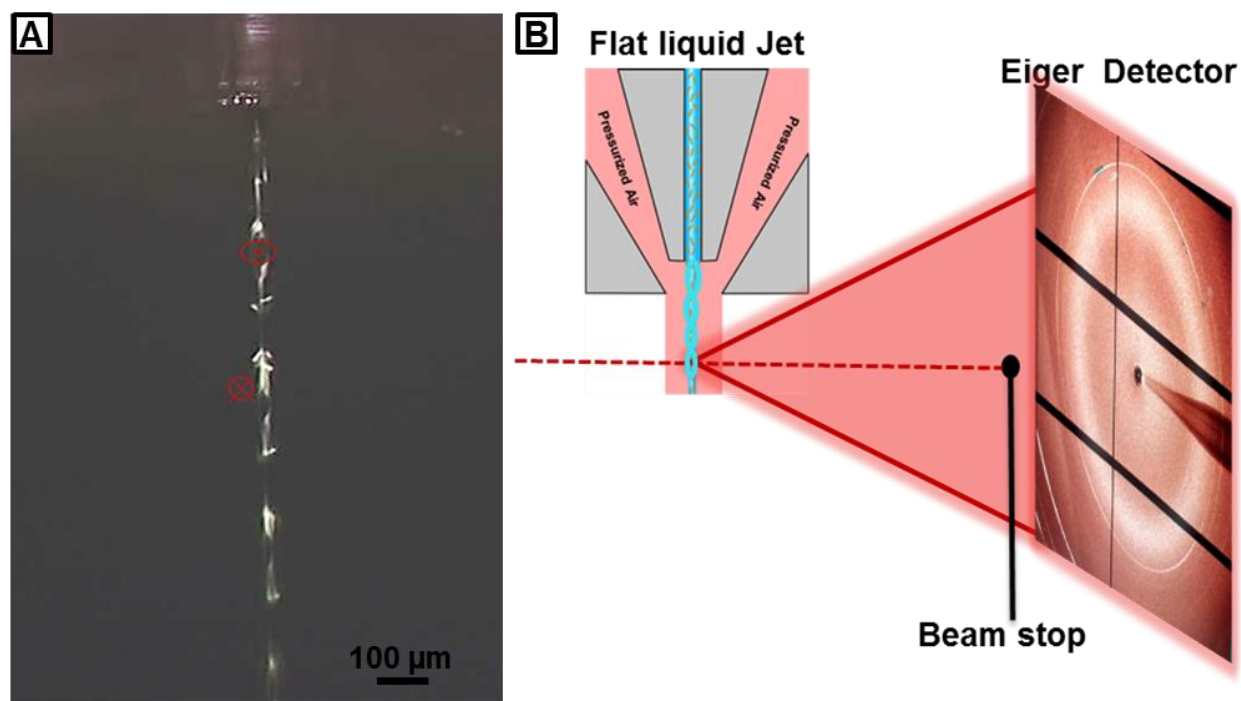 A
100 µm
B
Flat liquid Jet
Pressurized Air
Pressurized Air
Eiger Detector
Beam stop